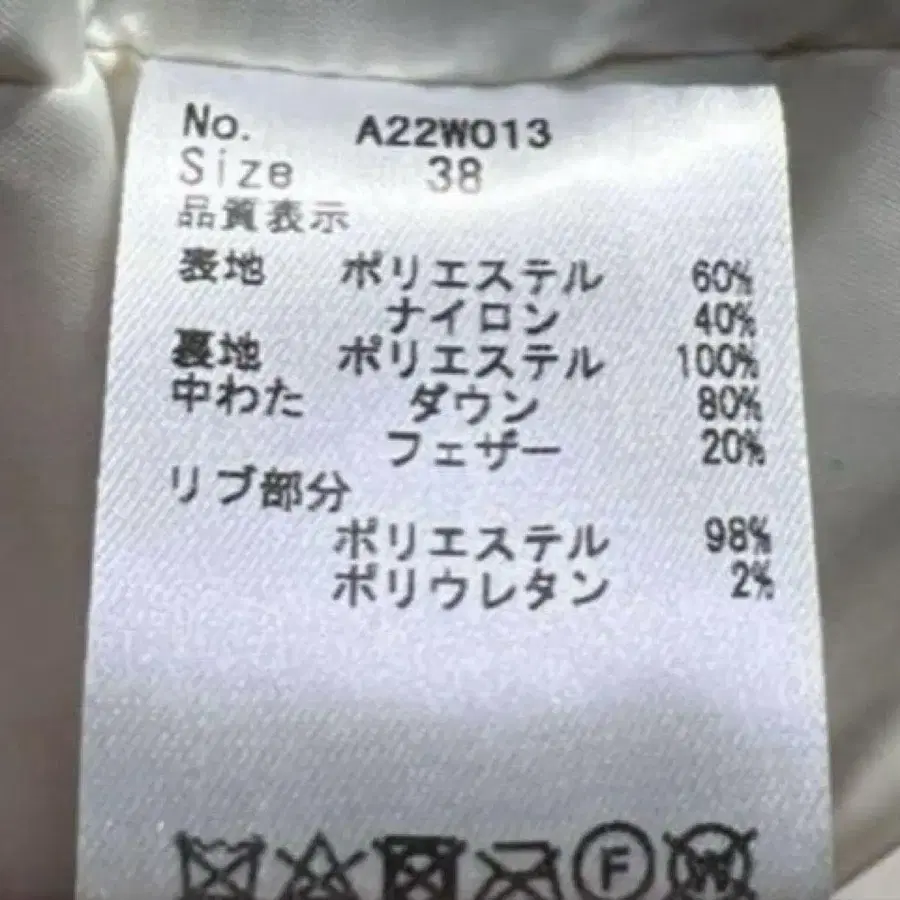 No. A22W013
Size 38
品質表示
表地 ポリエステル 60%
ナイロン 40%
裏地 ポリエステル 100%
中わた ダウン 80%
フェザー 20%
リブ部分
ポリエステル 98%
ポリウレタン 2%
F W